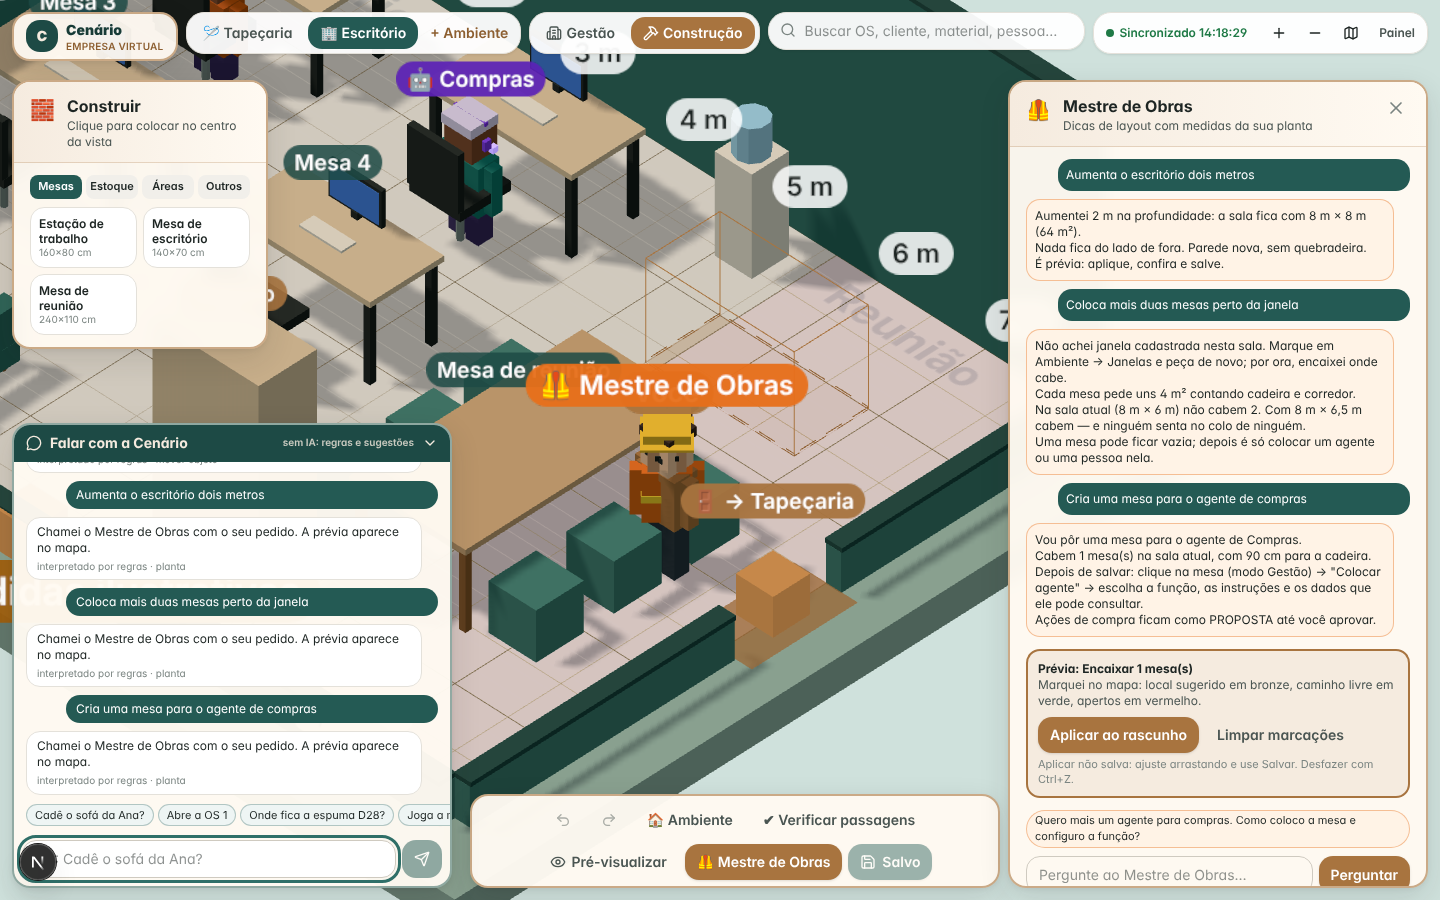 Mesa 3
C
Cenário
EMPRESA VIRTUAL
Tapeçaria
Escritório
+ Ambiente
Gestão
Construção
Buscar OS, cliente, material, pessoa...
Sincronizado 14:18:29
Painel
Construir
Clique para colocar no centro
da vista
Mesas
Estoque
Áreas
Outros
Estação de
trabalho
160×80 cm
Mesa de
escritório
140×70 cm
Mesa de
reunião
240×110 cm
Compras
3 m
4 m
5 m
6 m
7
Mesa 4
Reunião
Mesa de reunião
Mestre de Obras
→ Tapeçaria
Falar com a Cenário
sem IA: regras e sugestões
Aumenta o escritório dois metros
Chamei o Mestre de Obras com o seu pedido. A prévia aparece
no mapa.
interpretado por regras · planta
Coloca mais duas mesas perto da janela
Chamei o Mestre de Obras com o seu pedido. A prévia aparece
no mapa.
interpretado por regras · planta
Cria uma mesa para o agente de compras
Chamei o Mestre de Obras com o seu pedido. A prévia aparece
no mapa.
interpretado por regras · planta
Cadê o sofá da Ana?
Abre a OS 1
Onde fica a espuma D28?
Joga a
N
Cadê o sofá da Ana?
Ambiente
✔ Verificar passagens
Pré-visualizar
Mestre de Obras
Salvo
Mestre de Obras
Dicas de layout com medidas da sua planta
Aumenta o escritório dois metros
Aumentei 2 m na profundidade: a sala fica com 8 m × 8 m
(64 m²).
Nada fica do lado de fora. Parede nova, sem quebradeira.
É prévia: aplique, confira e salve.
Coloca mais duas mesas perto da janela
Não achei janela cadastrada nesta sala. Marque em
Ambiente → Janelas e peça de novo; por ora, encaixei onde
cabe.
Cada mesa pede uns 4 m² contando cadeira e corredor.
Na sala atual (8 m × 6 m) não cabem 2. Com 8 m × 6,5 m
cabem — e ninguém senta no colo de ninguém.
Uma mesa pode ficar vazia; depois é só colocar um agente
ou uma pessoa nela.
Cria uma mesa para o agente de compras
Vou pôr uma mesa para o agente de Compras.
Cabem 1 mesa(s) na sala atual, com 90 cm para a cadeira.
Depois de salvar: clique na mesa (modo Gestão) → "Colocar
agente" → escolha a função, as instruções e os dados que
ele pode consultar.
Ações de compra ficam como PROPOSTA até você aprovar.
Prévia: Encaixar 1 mesa(s)
Marquei no mapa: local sugerido em bronze, caminho livre em
verde, apertos em vermelho.
Aplicar ao rascunho
Limpar marcações
Aplicar não salva: ajuste arrastando e use Salvar. Desfazer com
Ctrl+Z.
Quero mais um agente para compras. Como coloco a mesa e
configuro a função?
Pergunte ao Mestre de Obras...
Perguntar